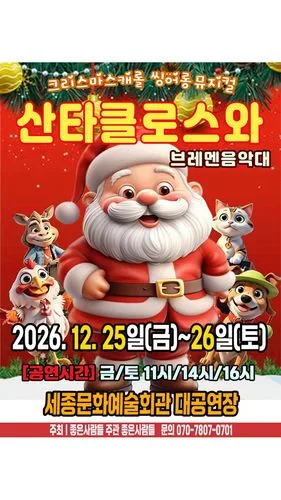 크리스마스캐롤 씽어롱 뮤지컬
산타클로스와
브레멘음악대
2026. 12. 25일(금)~26일(토)
[공연시간] 금/토 11시/14시/16시
세종문화예술회관 대공연장
주최 | 좋은사람들 주관 좋은사람들 문의 070-7807-0701